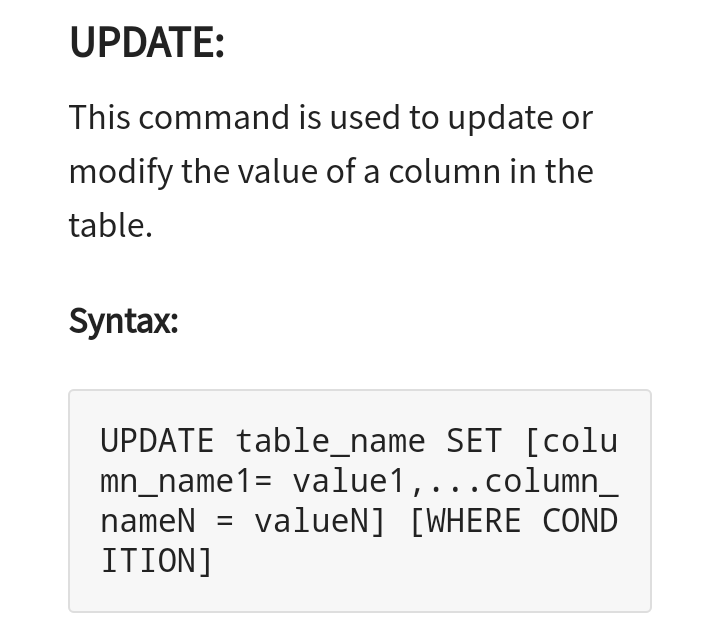 UPDATE:
This command is used to update or
modify the value of a column in the
table.
Syntax:
UPDATE table_name SET [colu
mn_name1= value1,...column_
nameN = valueN] [WHERE COND
ITION]